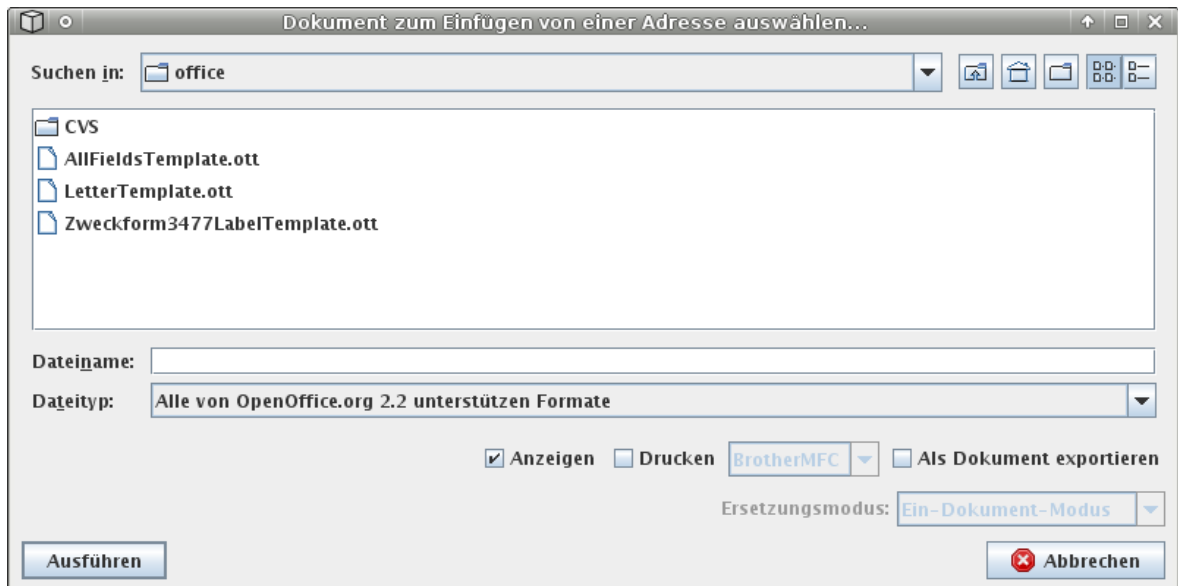 Dokument zum Einfügen von einer Adresse auswählen...
Suchen in: office
CVS
AllFieldsTemplate.ott
LetterTemplate.ott
Zweckform3477LabelTemplate.ott
Dateiname:
Dateityp: Alle von OpenOffice.org 2.2 unterstützen Formate
Anzeigen Drucken BrotherMFC Als Dokument exportieren
Ersetzungsmodus: Ein-Dokument-Modus
Ausführen Abbrechen